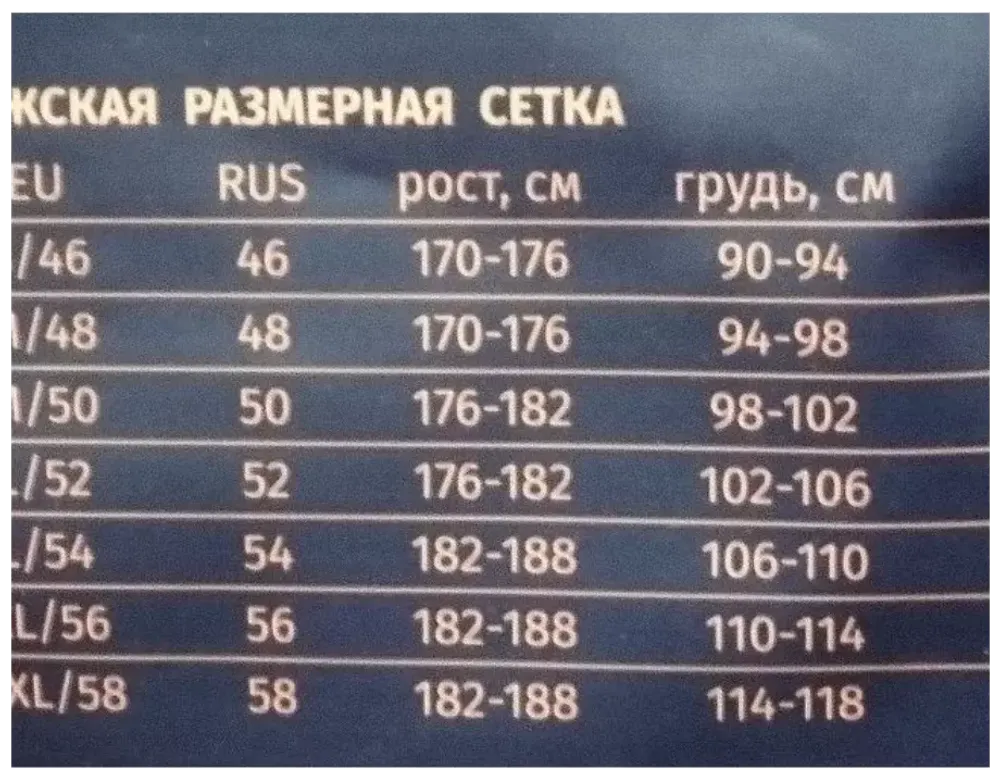 ЖСКАЯ РАЗМЕРНАЯ СЕТКА
EU RUS рост, см грудь, см
/46 46 170-176 90-94
/48 48 170-176 94-98
/50 50 176-182 98-102
/52 52 176-182 102-106
/54 54 182-188 106-110
XL/56 56 182-188 110-114
XL/58 58 182-188 114-118